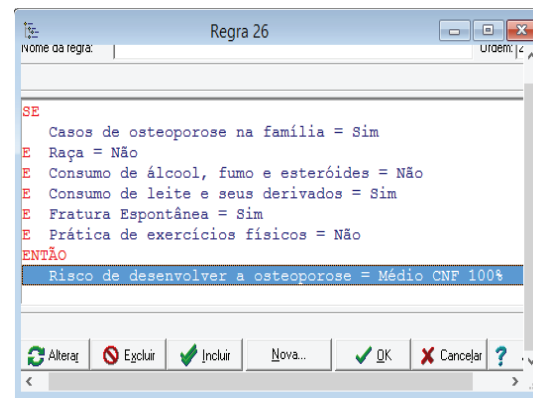 Regra 26
Nome da regra: Ordem: 2
SE
Casos de osteoporose na família = Sim
E Raça = Não
E Consumo de álcool, fumo e esteróides = Não
E Consumo de leite e seus derivados = Sim
E Fratura Espontânea = Sim
E Prática de exercícios físicos = Não
ENTÃO
Risco de desenvolver a osteoporose = Médio CNF 100%
Alterar Excluir Incluir Nova... OK Cancelar ?